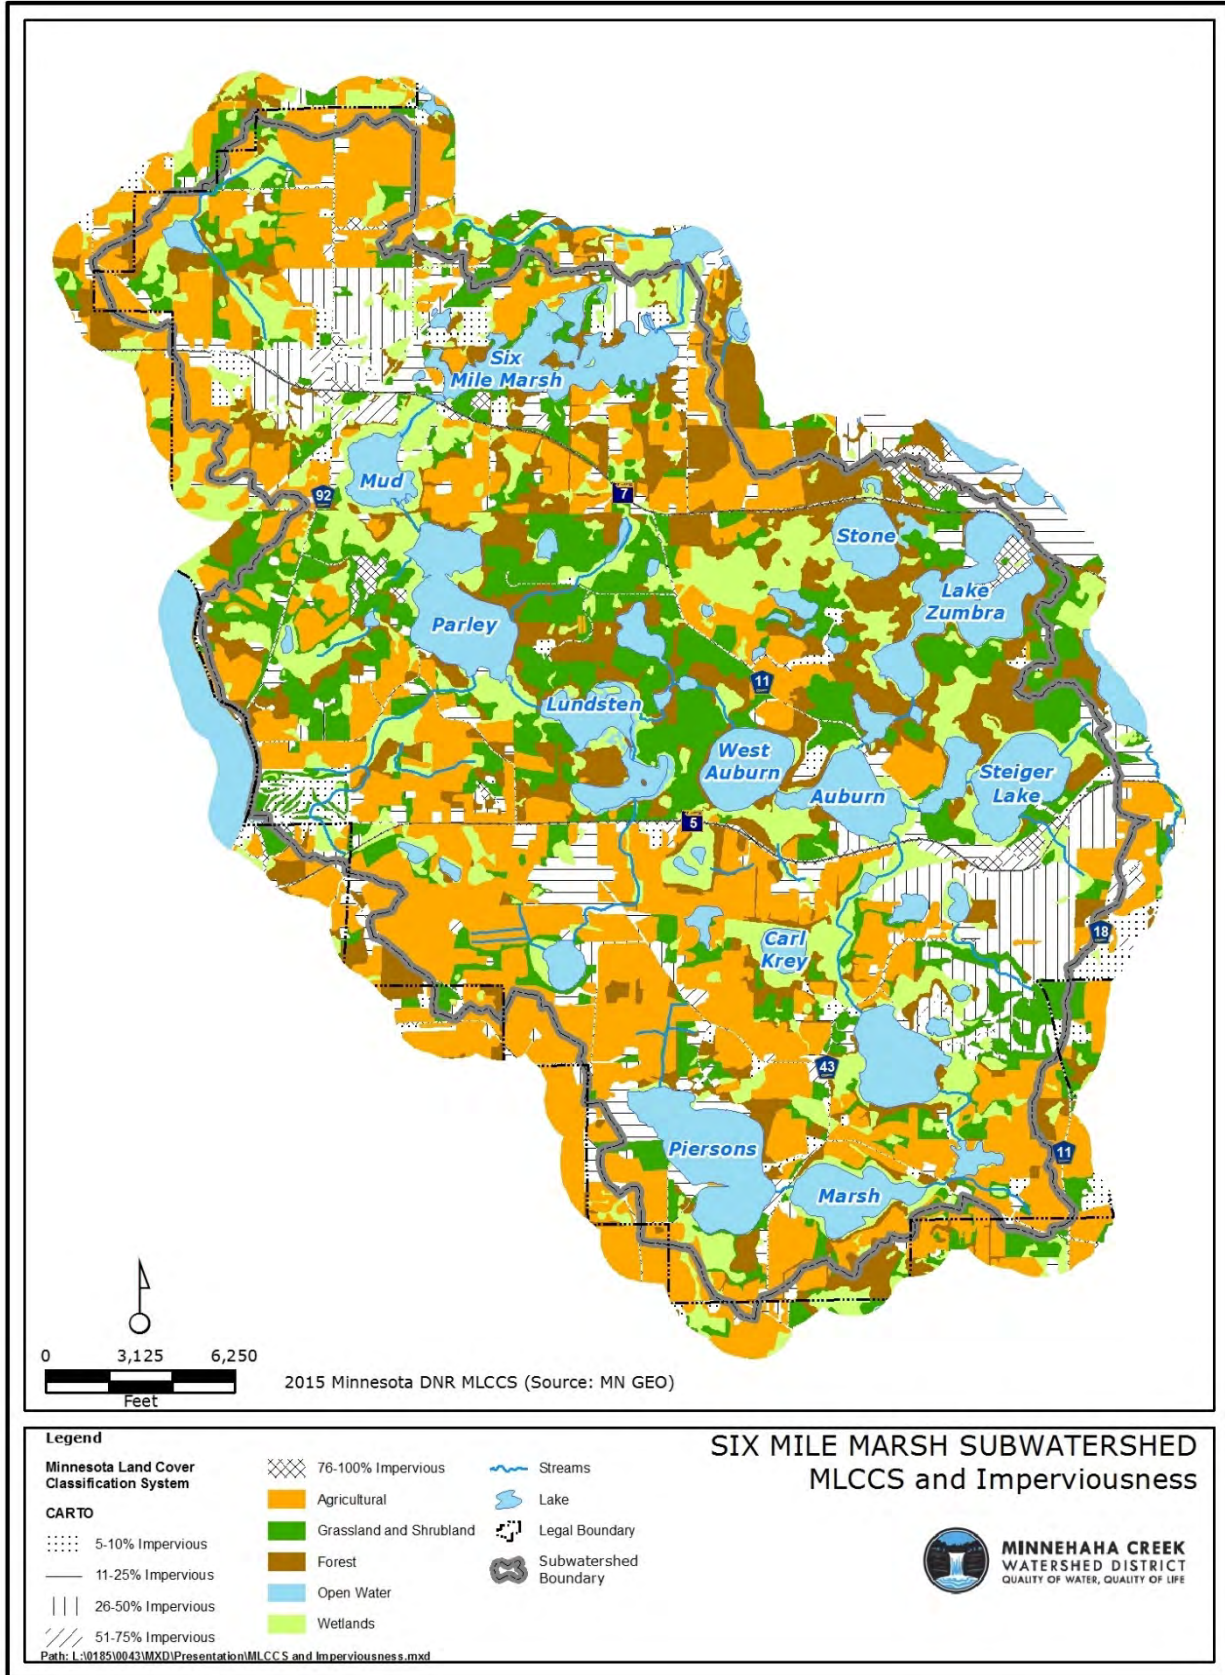 Six
Mile Marsh
Mud
92
7
Stone
Lake
Zumbra
Parley
11
Lundsten
West
Auburn
Auburn
Steiger
Lake
5
18
Carl
Krey
43
Piersons
11
Marsh
0 3,125 6,250
Feet
2015 Minnesota DNR MLCCS (Source: MN GEO)
SIX MILE MARSH SUBWATERSHED
MLCCS and Imperviousness
Legend
Minnesota Land Cover
Classification System
CARTO
5-10% Impervious
11-25% Impervious
26-50% Impervious
51-75% Impervious
76-100% Impervious
Agricultural
Grassland and Shrubland
Forest
Open Water
Wetlands
Streams
Lake
Legal Boundary
Subwatershed
Boundary
MINNEHAHA CREEK
WATERSHED DISTRICT
QUALITY OF WATER, QUALITY OF LIFE
Path: L:\0185\0043\MXD\Presentation\MLCCS and Imperviousness.mxd